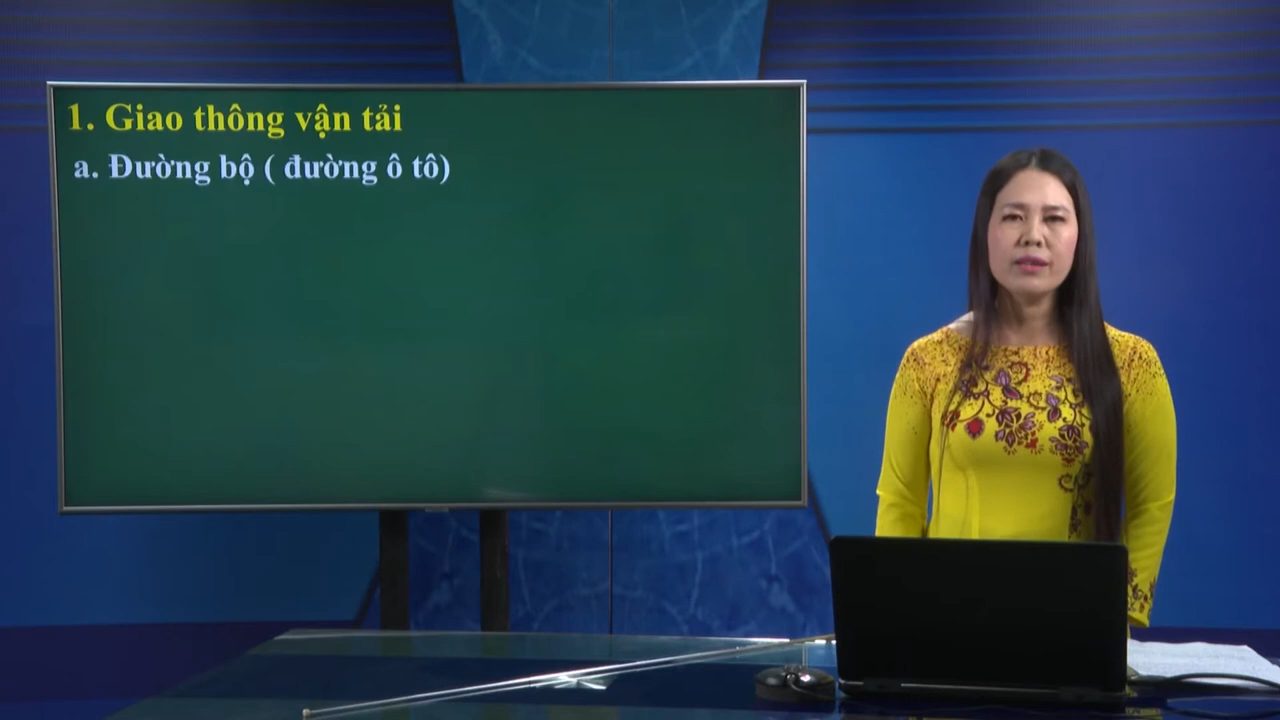 1. Giao thông vận tải
a. Đường bộ ( đường ô tô)